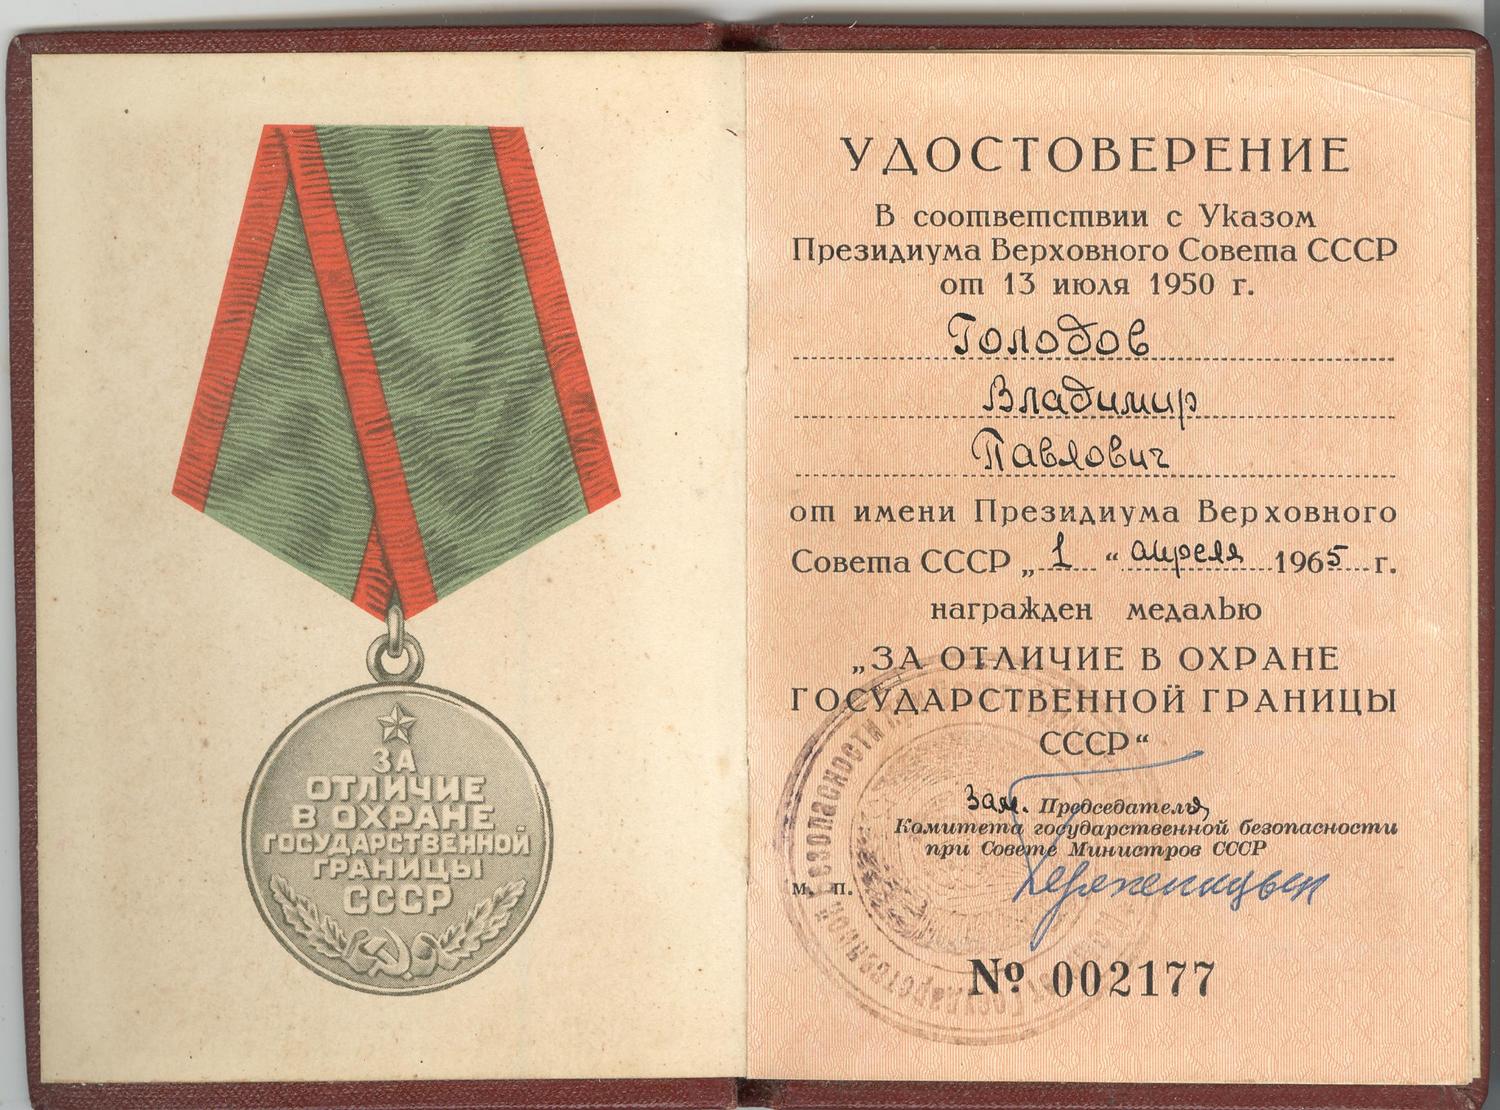 ЗА
ОТЛИЧИЕ
В ОХРАНЕ
ГОСУДАРСТВЕННОЙ
ГРАНИЦЫ
СССР
УДОСТОВЕРЕНИЕ
В соответствии с Указом
Президиума Верховного Совета СССР
от 13 июля 1950 г.
Голодов
Владимир
Павлович
от имени Президиума Верховного
Совета СССР „1“ апреля 1965 г.
награжден медалью
„ЗА ОТЛИЧИЕ В ОХРАНЕ
ГОСУДАРСТВЕННОЙ ГРАНИЦЫ
СССР“
Зам. Председателя
Комитета государственной безопасности
при Совете Министров СССР
м. п.
№ 002177